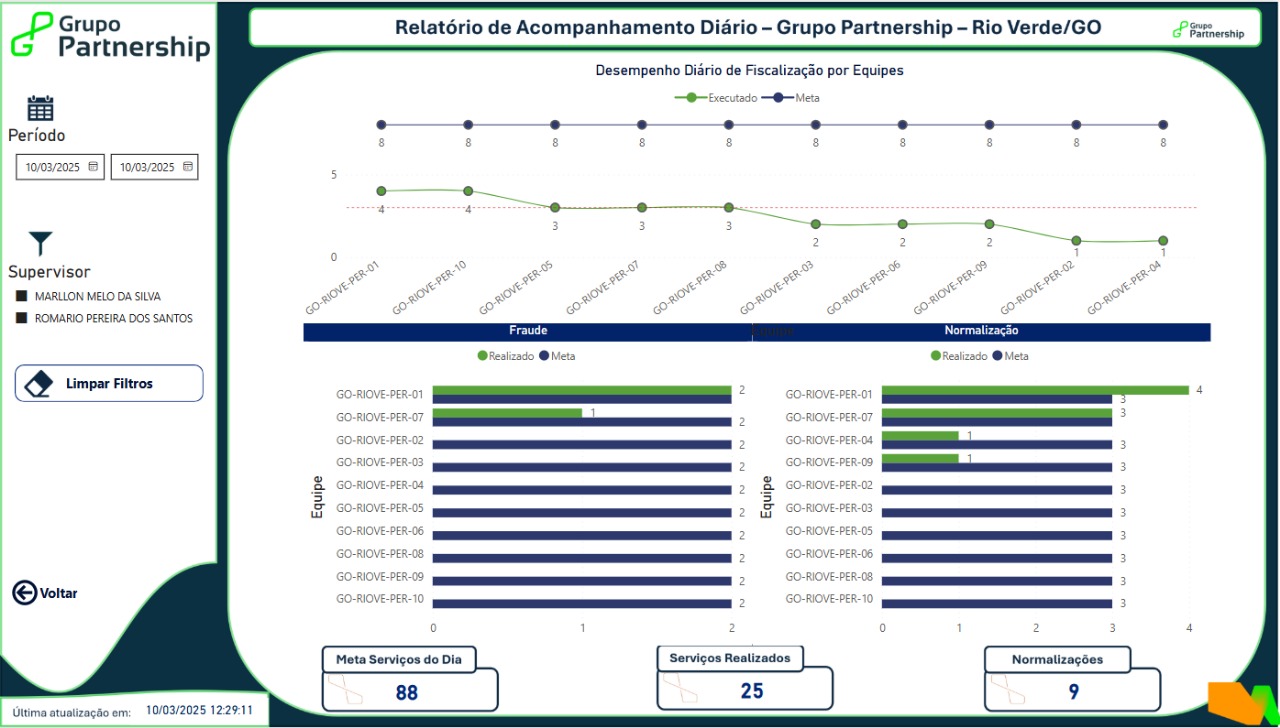 Grupo
Partnership
Relatório de Acompanhamento Diário – Grupo Partnership – Rio Verde/GO
Grupo
Partnership
Período
10/03/2025 10/03/2025
Supervisor
MARLLON MELO DA SILVA
ROMARIO PEREIRA DOS SANTOS
Limpar Filtros
Voltar
Última atualização em: 10/03/2025 12:29:11
Desempenho Diário de Fiscalização por Equipes
Executado Meta
8 8 8 8 8 8 8 8 8 8
5
4 4 3 3 3 2 2 2 1 1
0
GO-RIOVE-PER-01 GO-RIOVE-PER-10 GO-RIOVE-PER-05 GO-RIOVE-PER-07 GO-RIOVE-PER-08 GO-RIOVE-PER-03 GO-RIOVE-PER-06 GO-RIOVE-PER-09 GO-RIOVE-PER-02 GO-RIOVE-PER-04
Fraude
Realizado Meta
Equipe
GO-RIOVE-PER-01 2
GO-RIOVE-PER-07 1 2
GO-RIOVE-PER-02 2
GO-RIOVE-PER-03 2
GO-RIOVE-PER-04 2
GO-RIOVE-PER-05 2
GO-RIOVE-PER-06 2
GO-RIOVE-PER-08 2
GO-RIOVE-PER-09 2
GO-RIOVE-PER-10 2
0 1 2
Normalização
Realizado Meta
Equipe
GO-RIOVE-PER-01 4 3
GO-RIOVE-PER-07 3
GO-RIOVE-PER-04 1 3
GO-RIOVE-PER-09 1 3
GO-RIOVE-PER-02 3
GO-RIOVE-PER-03 3
GO-RIOVE-PER-05 3
GO-RIOVE-PER-06 3
GO-RIOVE-PER-08 3
GO-RIOVE-PER-10 3
0 1 2 3 4
Meta Serviços do Dia
88
Serviços Realizados
25
Normalizações
9